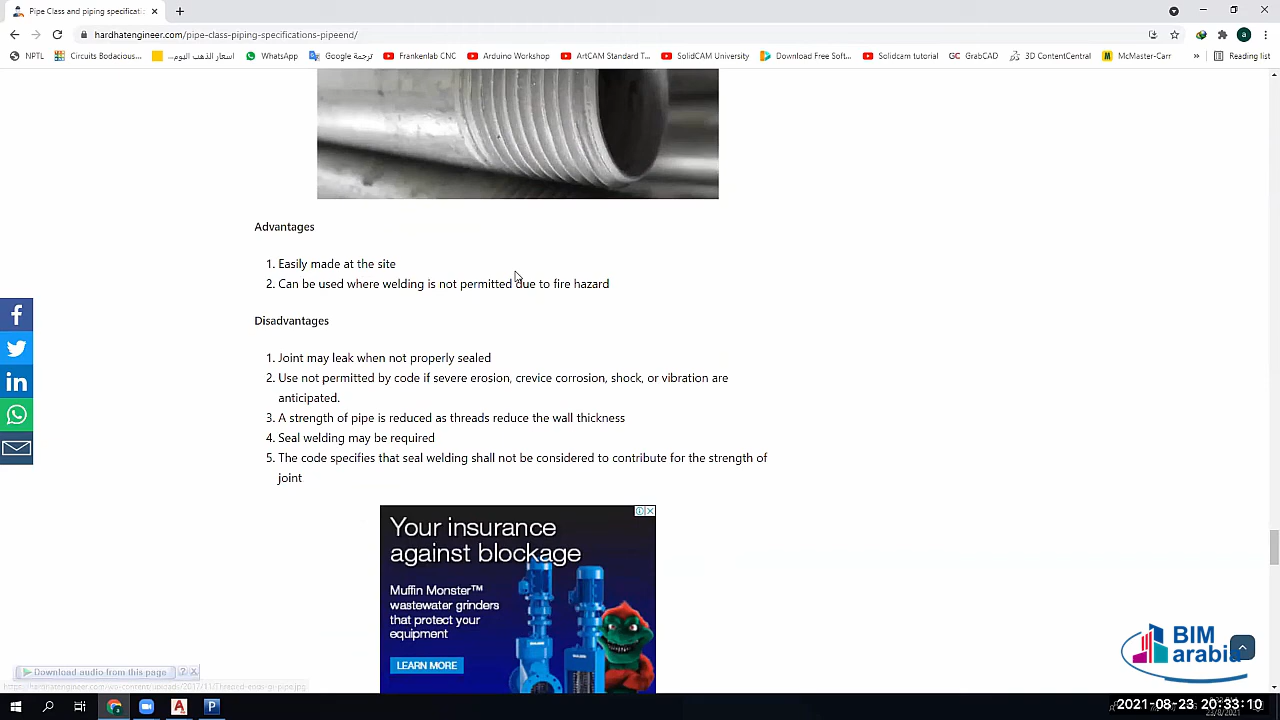 Pipe Class and piping specificati
hardhatengineer.com/pipe-class-piping-specifications-pipeend/
a
NPTL
Circuits Bodacious...
أسعار الذهب اليوم...
WhatsApp
ترجمة Google
Frankenlab CNC
Arduino Workshop
ArtCAM Standard T...
SolidCAM University
Download Free Soft...
Solidcam tutorial
GC GrabCAD
3D ContentCentral
M McMaster-Carr
»
Reading list
Advantages
1. Easily made at the site
2. Can be used where welding is not permitted due to fire hazard
Disadvantages
1. Joint may leak when not properly sealed
2. Use not permitted by code if severe erosion, crevice corrosion, shock, or vibration are
anticipated.
3. A strength of pipe is reduced as threads reduce the wall thickness
4. Seal welding may be required
5. The code specifies that seal welding shall not be considered to contribute for the strength of
joint
Your insurance
against blockage
Muffin Monster™
wastewater grinders
that protect your
equipment
LEARN MORE
BIM
arabia
Download audio from this page
? X
2021-08-23 20:33:10